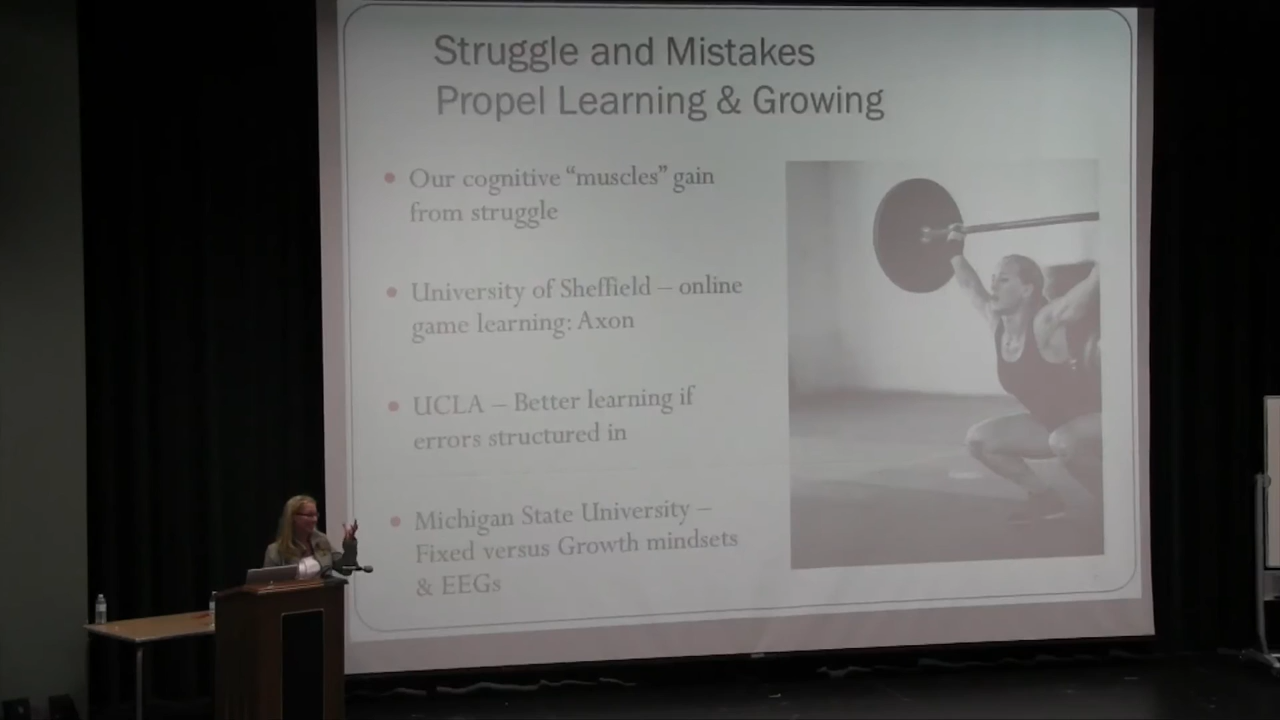 Struggle and Mistakes
Propel Learning & Growing
Our cognitive “muscles” gain
from struggle
University of Sheffield – online
game learning: Axon
UCLA – Better learning if
errors structured in
Michigan State University –
Fixed versus Growth mindsets
& EEGs